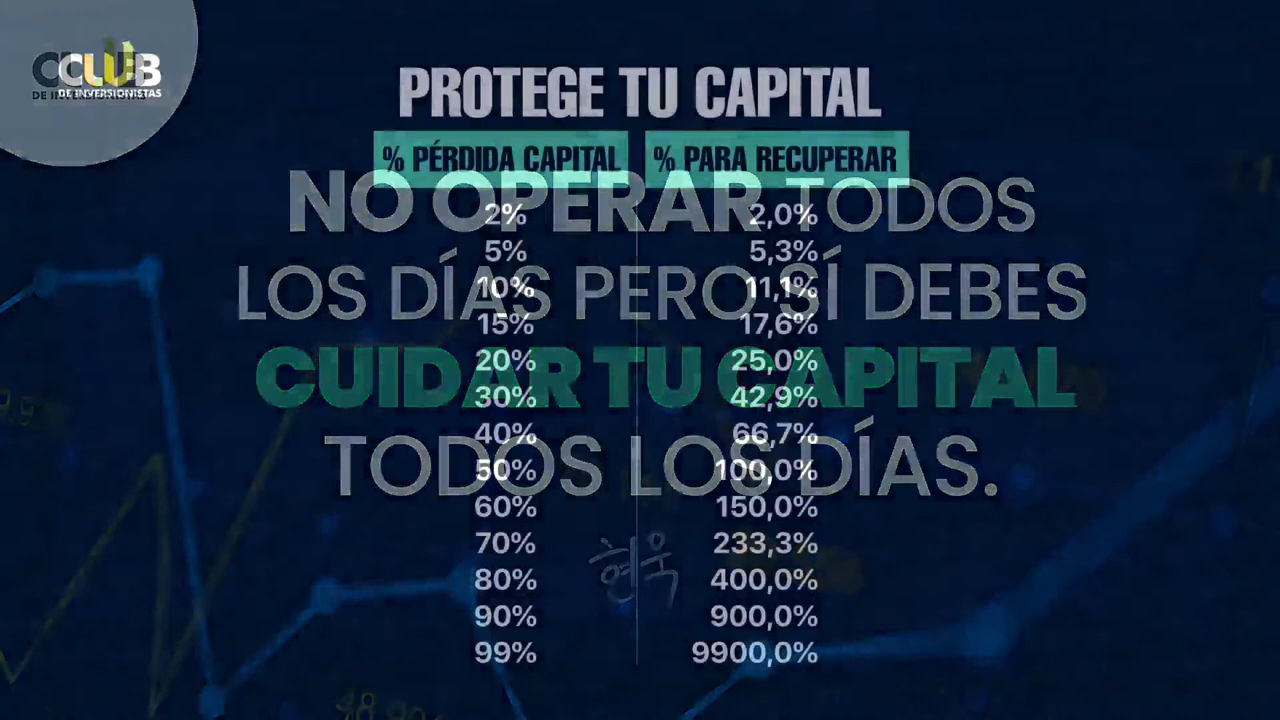 CLUB
DE INVERSIONISTAS
PROTEGE TU CAPITAL
% PÉRDIDA CAPITAL % PARA RECUPERAR
NO OPERAR TODOS
LOS DÍAS PERO SÍ DEBES
CUIDAR TU CAPITAL
TODOS LOS DÍAS.
2% 2,0%
5% 5,3%
10% 11,1%
15% 17,6%
20% 25,0%
30% 42,9%
40% 66,7%
50% 100,0%
60% 150,0%
70% 233,3%
현욱
80% 400,0%
90% 900,0%
99% 9900,0%